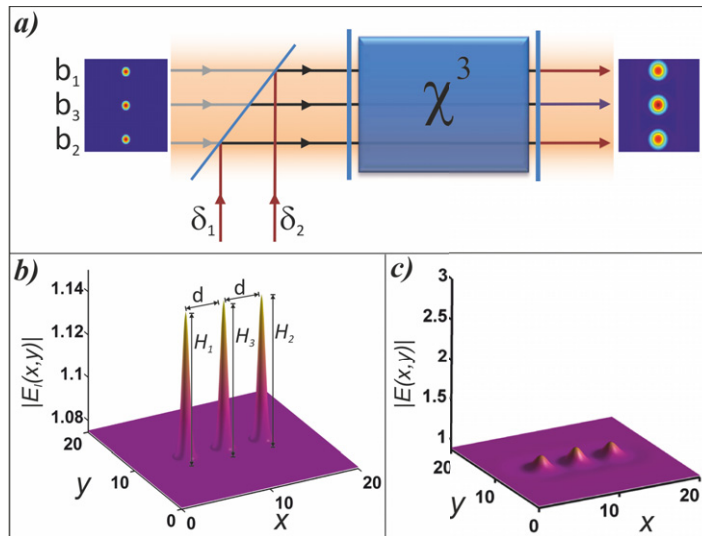 a)
b₁
b₃
b₂
χ³
δ₁
δ₂
b)
|Eᵢ(x,y)|
1.14
1.12
1.1
1.08
d
d
H₁
H₃
H₂
20
10
0
y
0
10
20
x
c)
|E(x,y)|
3
2.5
2
1.5
1
20
10
0
y
0
10
20
x